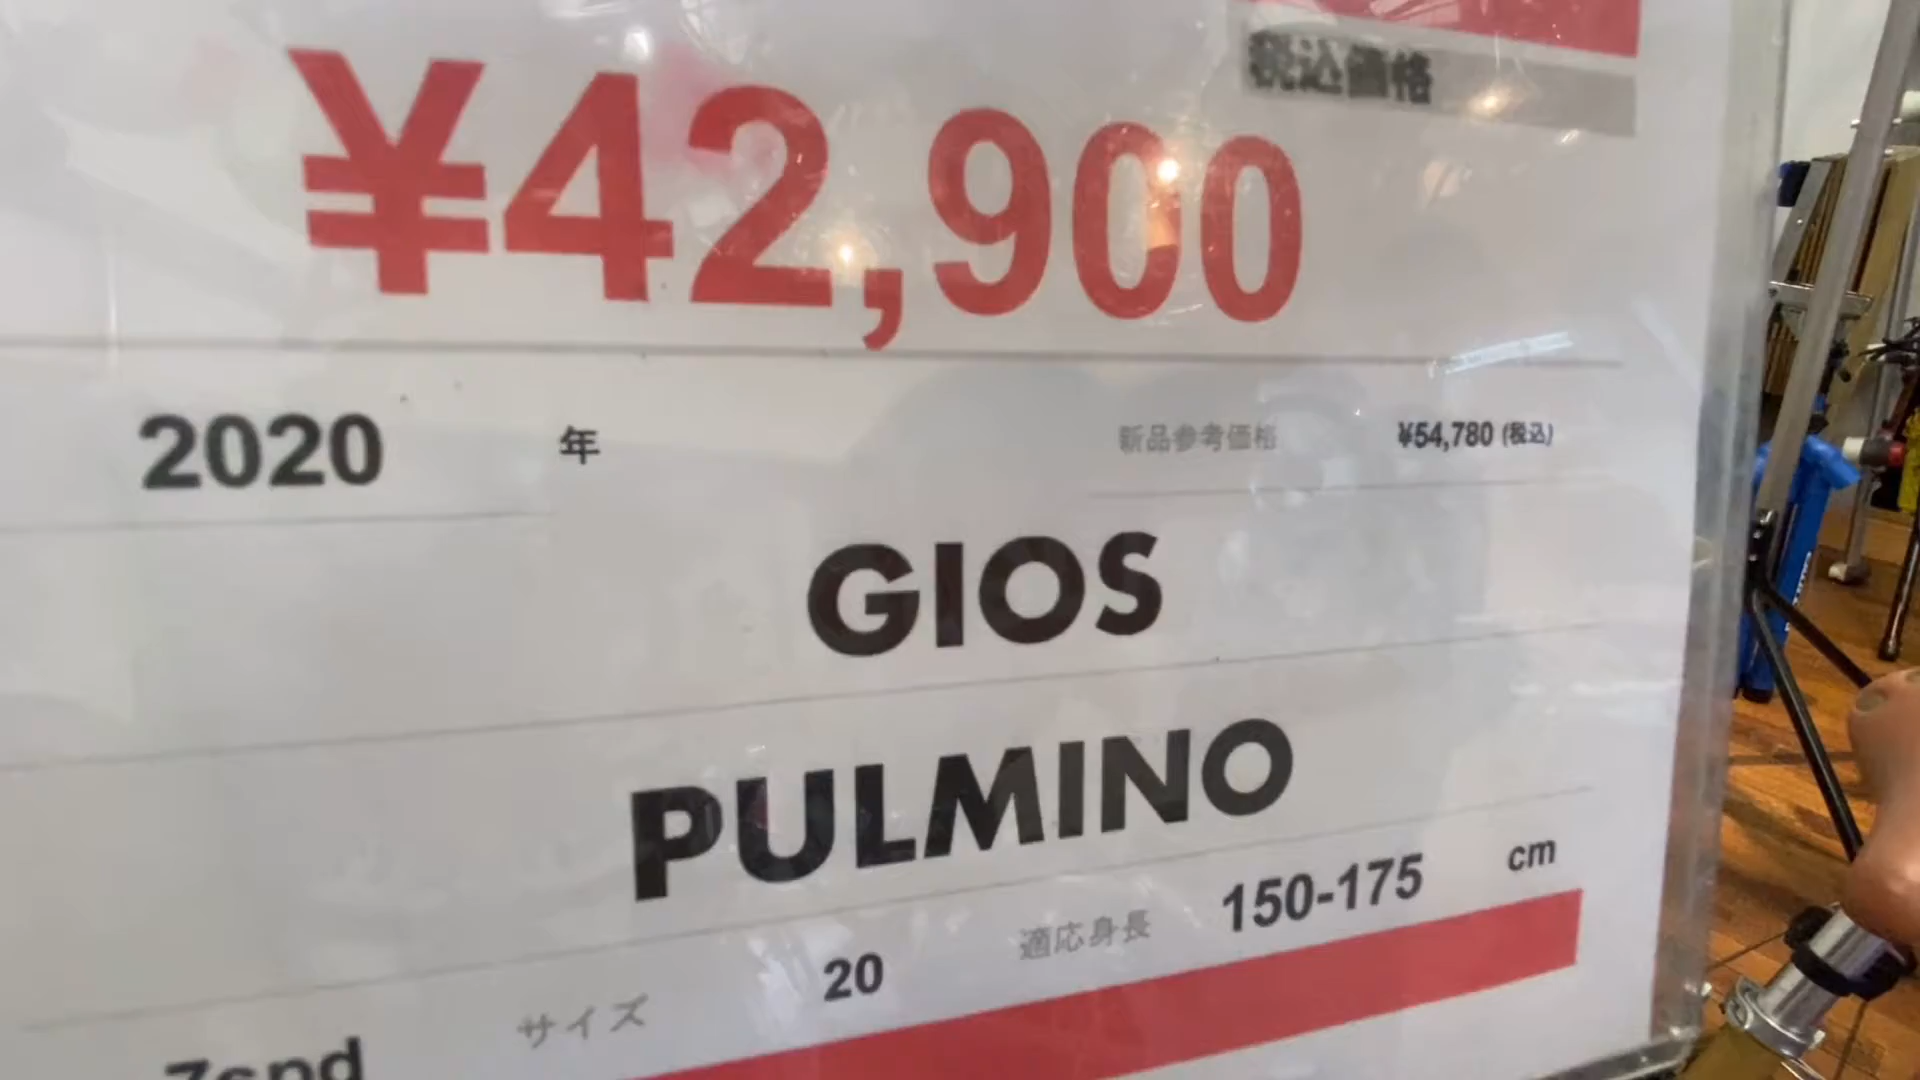 税込価格
¥42,900
2020 年 新品参考価格 ¥54,780 (税込)
GIOS
PULMINO
サイズ 20 適応身長 150-175 cm
7spd